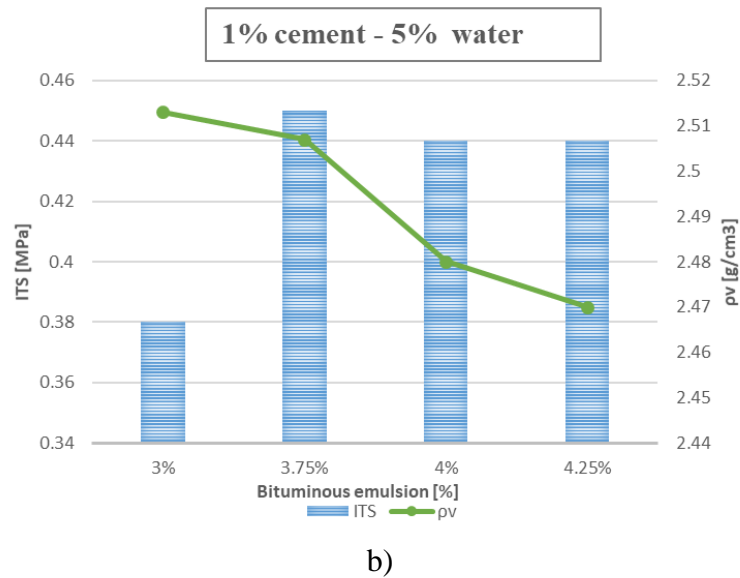 1% cement - 5% water
0.46
0.44
0.42
0.4
0.38
0.36
0.34
ITS [MPa]
2.52
2.51
2.5
2.49
2.48
2.47
2.46
2.45
2.44
ρv [g/cm3]
3% 3.75% 4% 4.25%
Bituminous emulsion [%]
ITS ρv
b)